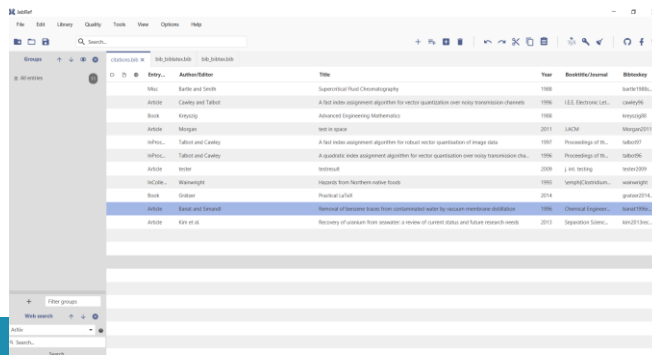 JabRef
File Edit Library Quality Tools View Options Help
Search...
Groups
citations.bib bib_biblatex.bib bib_bibtex.bib
All entries
Entry... Author/Editor Title Year Booktitle/Journal Bibtexkey
Misc Bartle and Smith Supercritical Fluid Chromatography 1988 bartle1988s...
Article Cawley and Talbot A fast index assignment algorithm for vector quantization over noisy transmission channels 1996 I.E.E. Electronic Let... cawley96
Book Kreyszig Advanced Engineering Mathematics 1988 kreyszig88
Article Morgan test in space 2011 JACM Morgan2011
InProc... Talbot and Cawley A fast index assignment algorithm for robust vector quantisation of image data 1997 Proceedings of th... talbot97
InProc... Talbot and Cawley A quadratic index assignment algorithm for vector quantisation over noisy transmission cha... 1996 Proceedings of th... talbot96
Article tester testresult 2009 j. int. testing tester2009
InColle... Wainwright Hazards from Northern native foods 1993 \emph{Clostridium... wainwright
Book Grätzer Practical LaTeX 2014 gratzer2014...
Article Banat and Simandl Removal of benzene traces from contaminated water by vacuum membrane distillation 1996 Chemical Engineer... banat1996r...
Article Kim et al. Recovery of uranium from seawater: a review of current status and future research needs 2013 Separation Scienc... kim2013rec...
Filter groups
Web search
ArXiv
Search...
Search